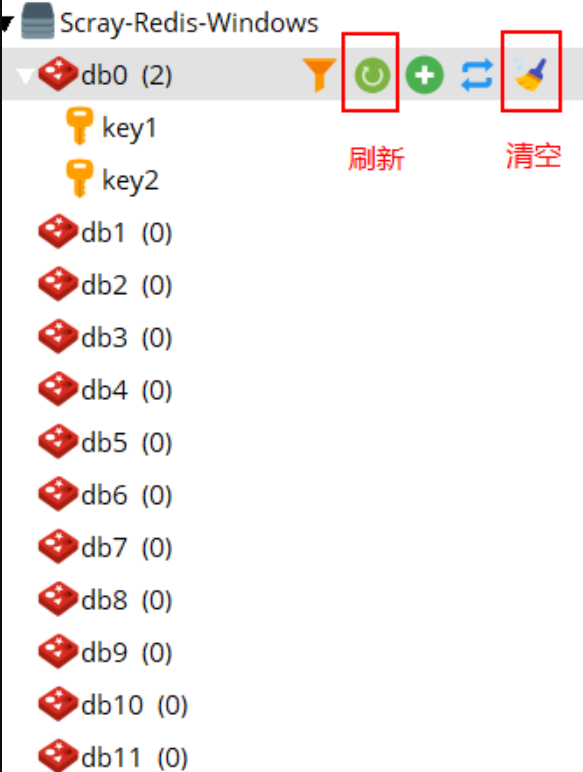 Scray-Redis-Windows
db0 (2)
key1
刷新
清空
key2
db1 (0)
db2 (0)
db3 (0)
db4 (0)
db5 (0)
db6 (0)
db7 (0)
db8 (0)
db9 (0)
db10 (0)
db11 (0)